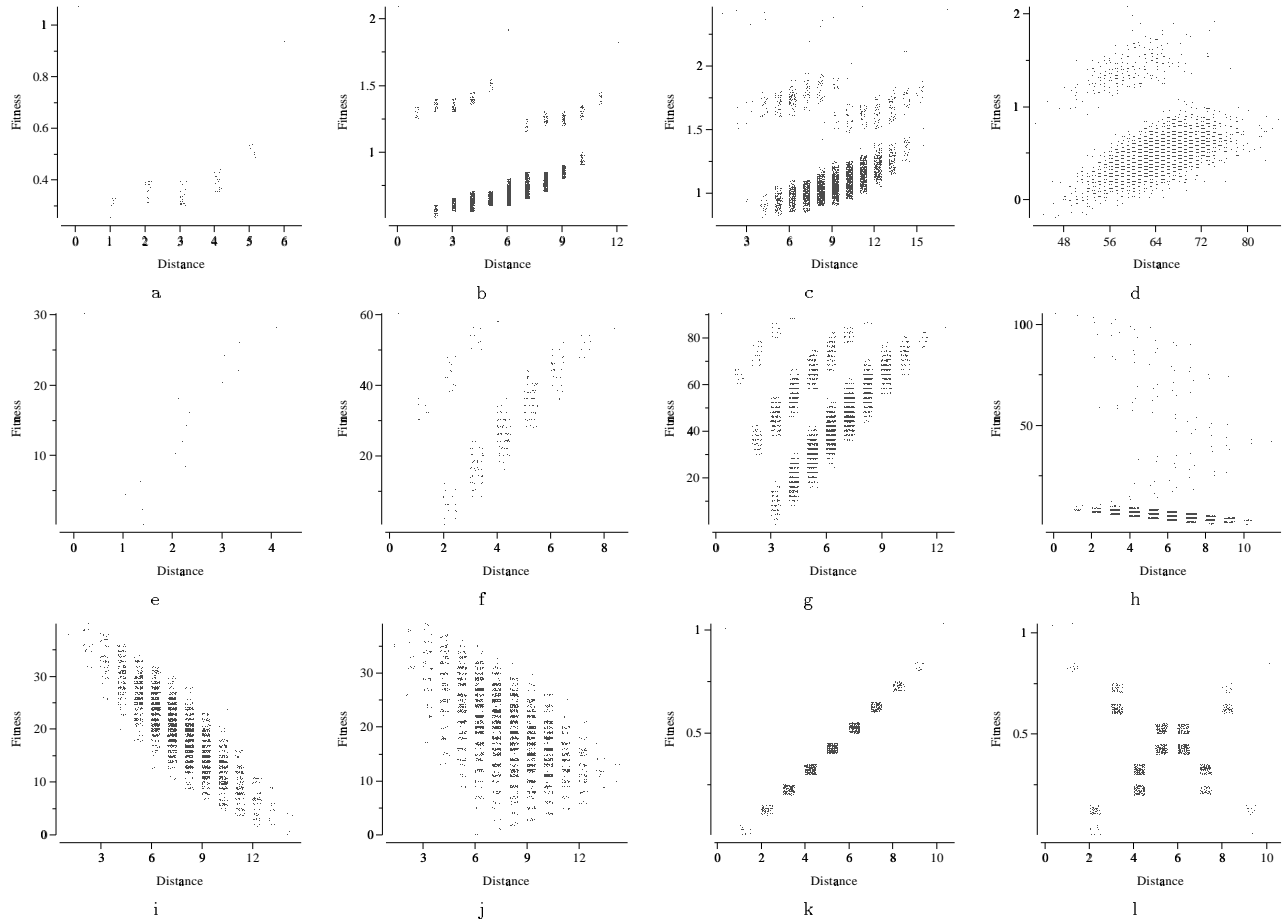 1
0.8
0.6
0.4
Fitness
0 1 2 3 4 5 6
Distance
a
2
1.5
1
Fitness
0 3 6 9 12
Distance
b
2
1.5
1
Fitness
3 6 9 12 15
Distance
c
2
1
0
Fitness
48 56 64 72 80
Distance
d
30
20
10
Fitness
0 1 2 3 4
Distance
e
60
40
20
Fitness
0 2 4 6 8
Distance
f
80
60
40
20
Fitness
0 3 6 9 12
Distance
g
100
50
Fitness
0 2 4 6 8 10
Distance
h
30
20
10
0
Fitness
3 6 9 12
Distance
i
30
20
10
0
Fitness
3 6 9 12
Distance
j
1
0.5
Fitness
0 2 4 6 8 10
Distance
k
1
0.5
Fitness
0 2 4 6 8 10
Distance
l